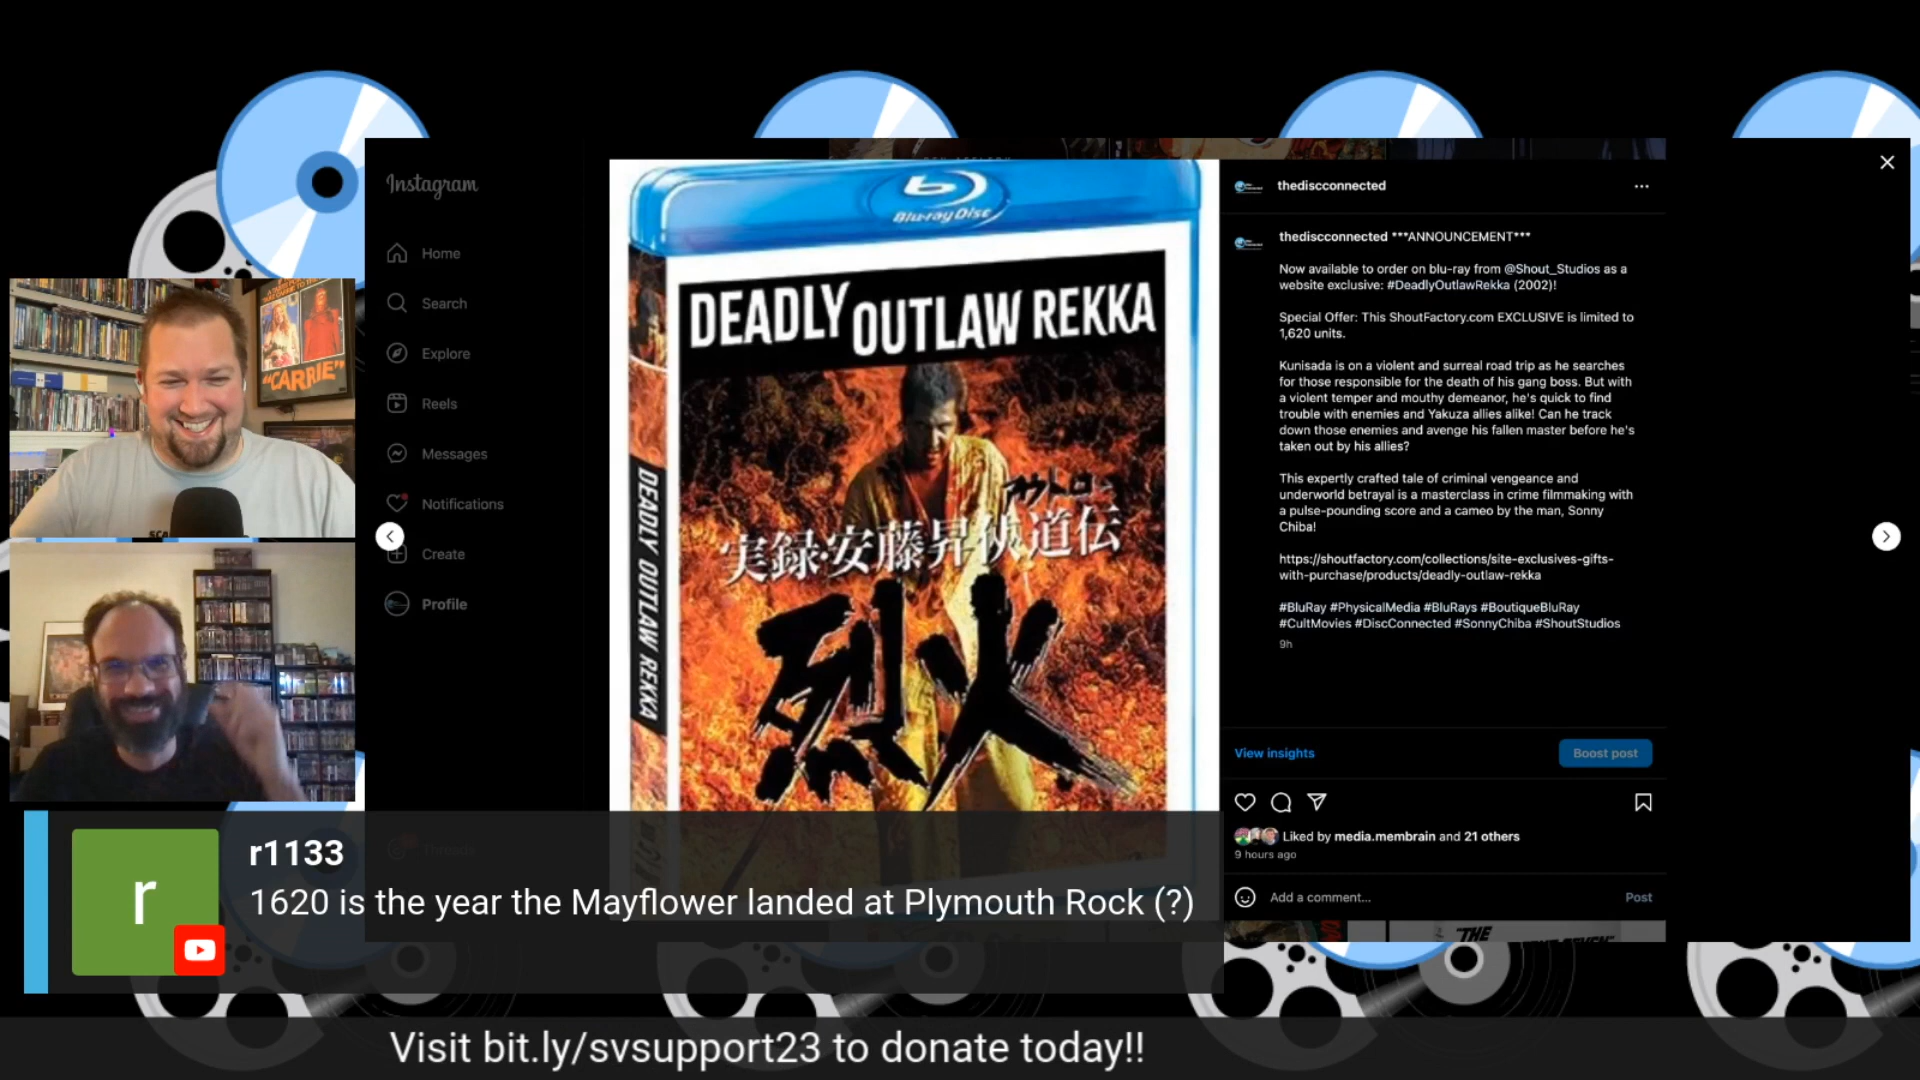 Instagram
Home
Search
Explore
Reels
Messages
Notifications
Create
Profile
Threads
"CARRIE"
Blu-ray Disc
DEADLY OUTLAW REKKA
アウトロー
実録・安藤昇侠道伝
烈火
DEADLY OUTLAW REKKA
thediscconnected
thediscconnected ***ANNOUNCEMENT***
Now available to order on blu-ray from @Shout_Studios as a
website exclusive: #DeadlyOutlawRekka (2002)!
Special Offer: This ShoutFactory.com EXCLUSIVE is limited to
1,620 units.
Kunisada is on a violent and surreal road trip as he searches
for those responsible for the death of his gang boss. But with
a violent temper and mouthy demeanor, he's quick to find
trouble with enemies and Yakuza allies alike! Can he track
down those enemies and avenge his fallen master before he's
taken out by his allies?
This expertly crafted tale of criminal vengeance and
underworld betrayal is a masterclass in crime filmmaking with
a pulse-pounding score and a cameo by the man, Sonny
Chiba!
https://shoutfactory.com/collections/site-exclusives-gifts-
with-purchase/products/deadly-outlaw-rekka
#BluRay #PhysicalMedia #BluRays #BoutiqueBluRay
#CultMovies #DiscConnected #SonnyChiba #ShoutStudios
9h
View insights
Boost post
Liked by media.membrain and 21 others
9 hours ago
Add a comment...
Post
THE
r
r1133
1620 is the year the Mayflower landed at Plymouth Rock (?)
Visit bit.ly/svsupport23 to donate today!!